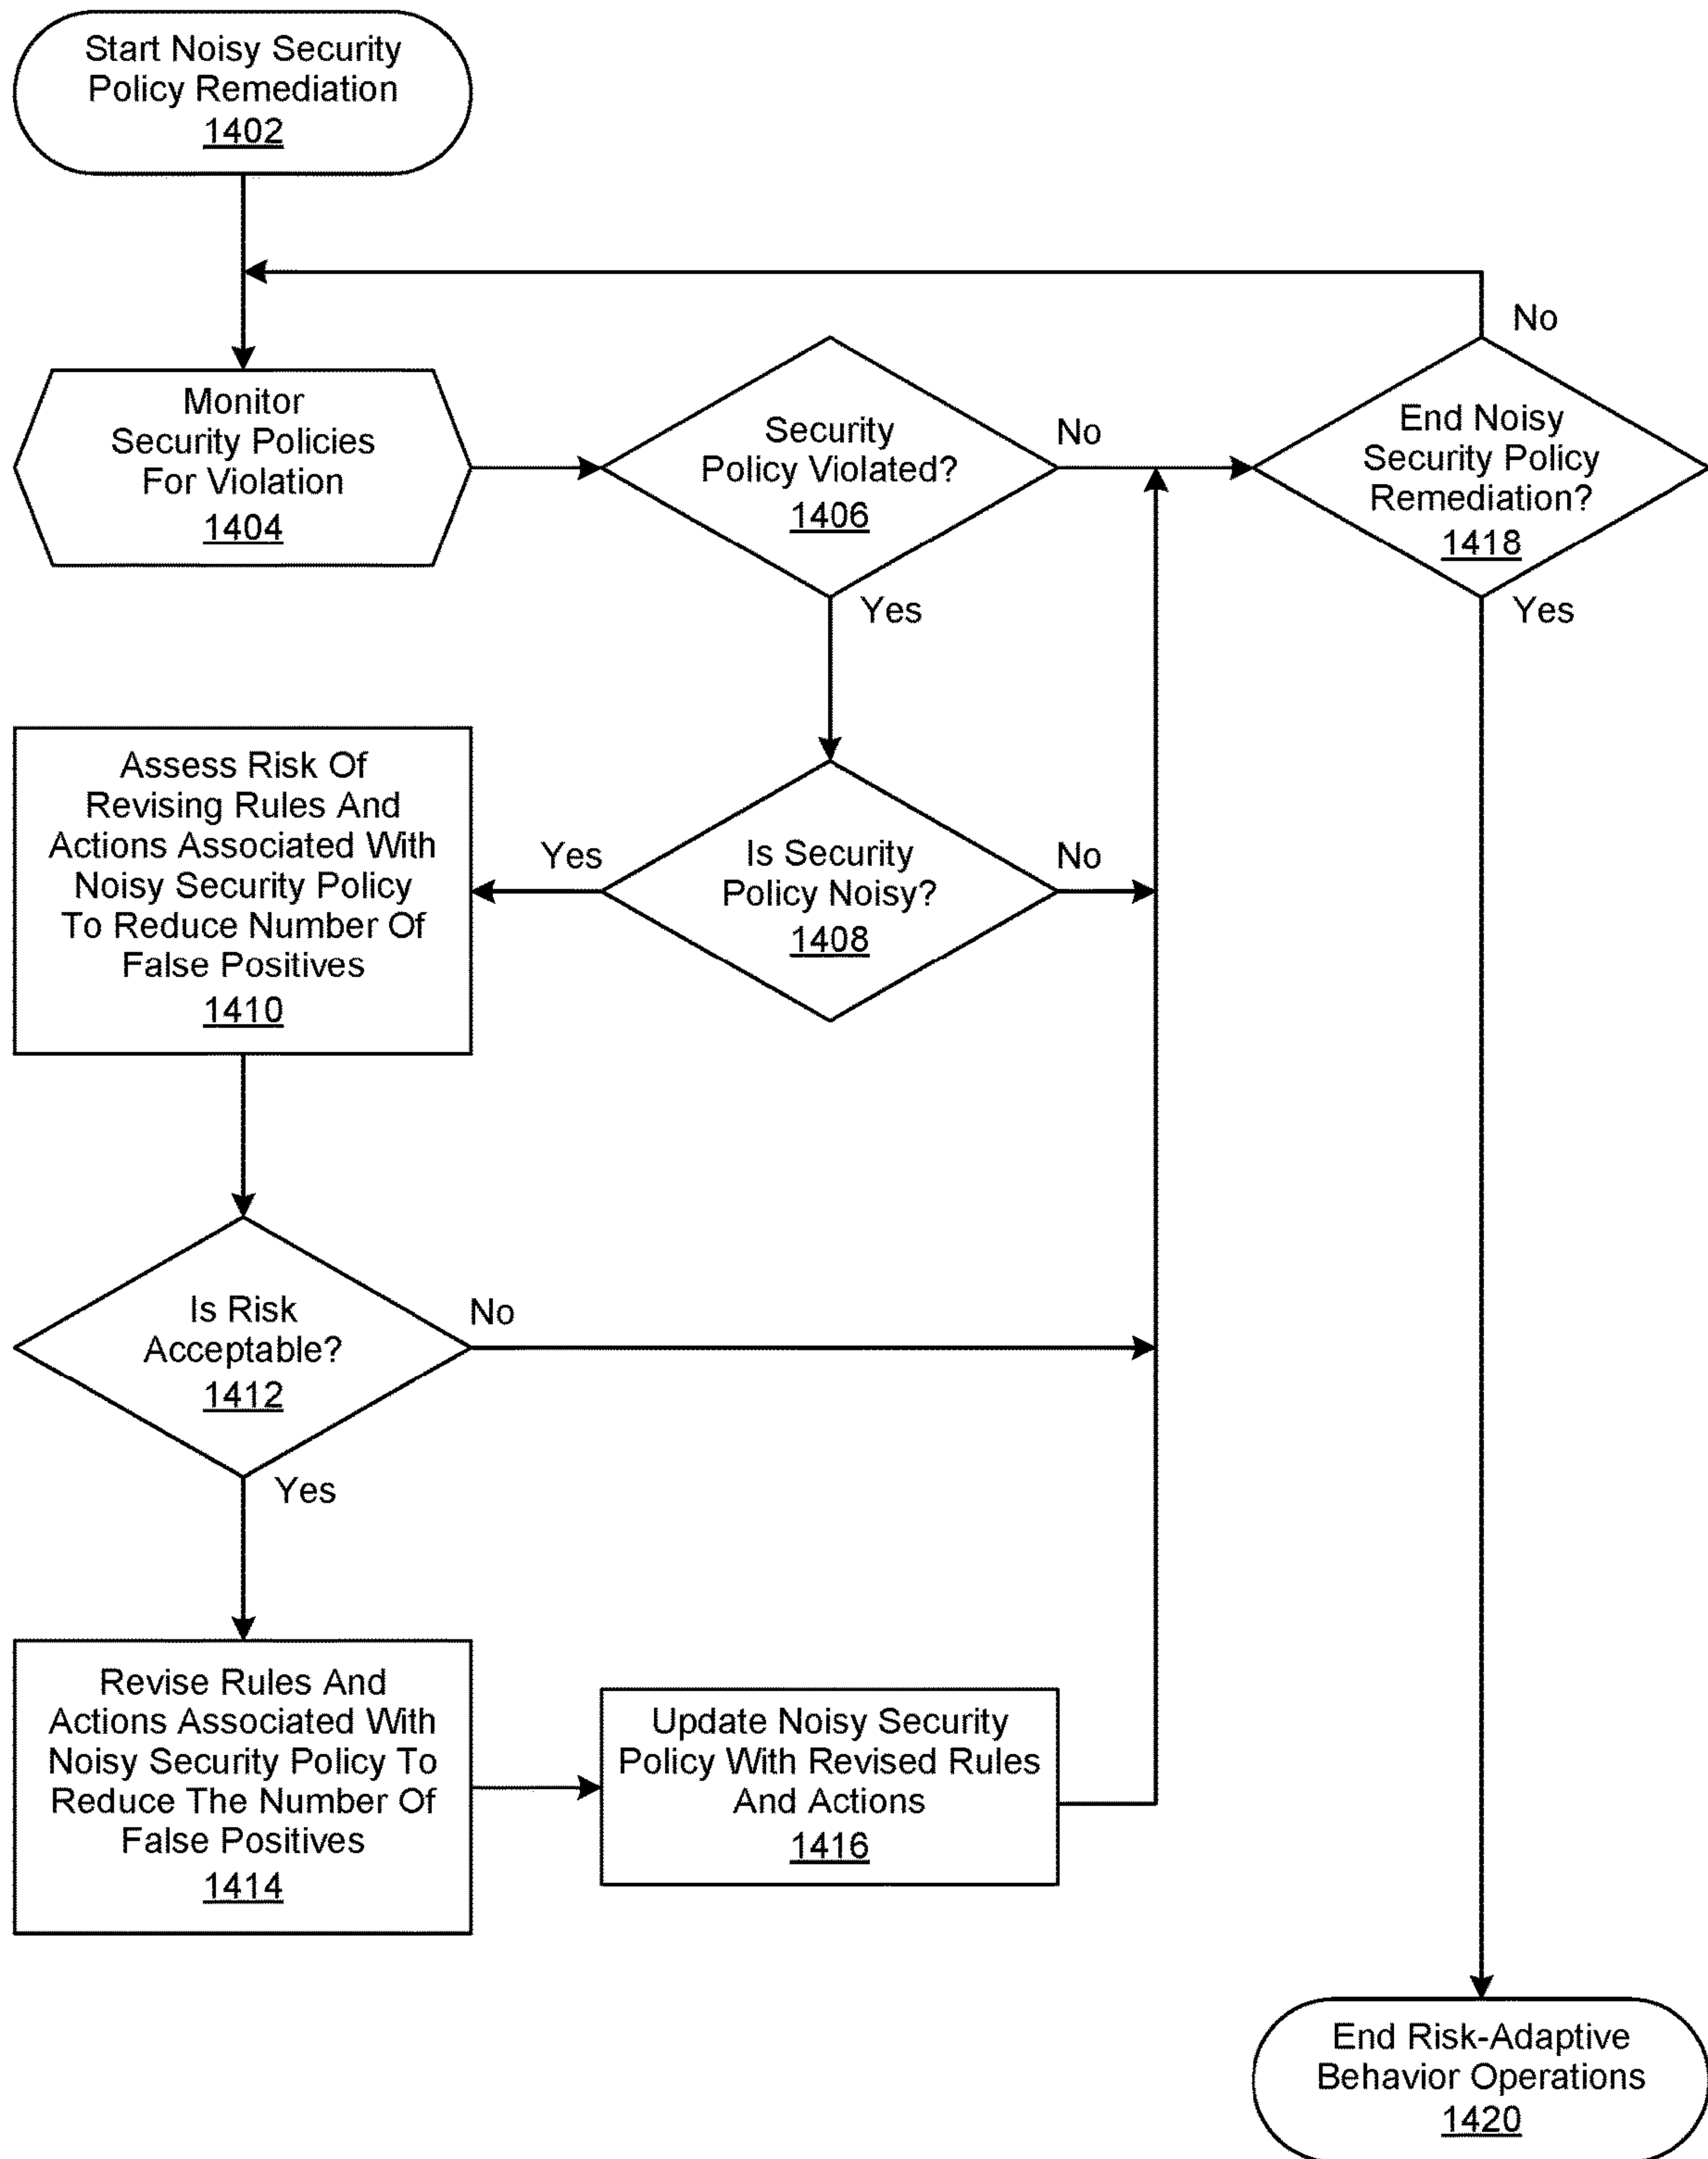 Start Noisy Security
Policy Remediation
1402
No
Monitor
Security Policies
For Violation
1404
Security
Policy Violated?
1406
No
End Noisy
Security Policy
Remediation?
1418
Yes
Yes
Assess Risk Of
Revising Rules And
Actions Associated With
Noisy Security Policy
To Reduce Number Of
False Positives
1410
Yes
Is Security
Policy Noisy?
1408
No
Is Risk
Acceptable?
1412
No
Yes
Revise Rules And
Actions Associated With
Noisy Security Policy To
Reduce The Number Of
False Positives
1414
Update Noisy Security
Policy With Revised Rules
And Actions
1416
End Risk-Adaptive
Behavior Operations
1420